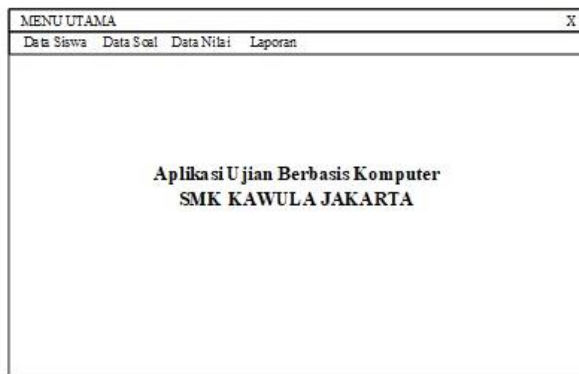 MENU UTAMA X
Data Siswa Data Soal Data Nilai Laporan
Aplikasi Ujian Berbasis Komputer
SMK KAWULA JAKARTA